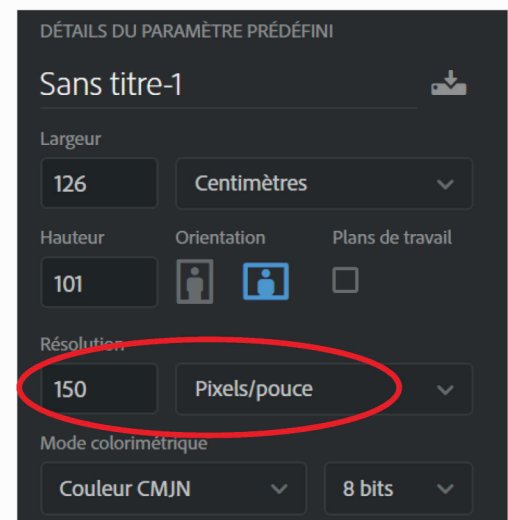 DÉTAILS DU PARAMÈTRE PRÉDÉFINI
Sans titre-1
Largeur
126 Centimètres
Hauteur Orientation Plans de travail
101
Résolution
150 Pixels/pouce
Mode colorimétrique
Couleur CMJN 8 bits